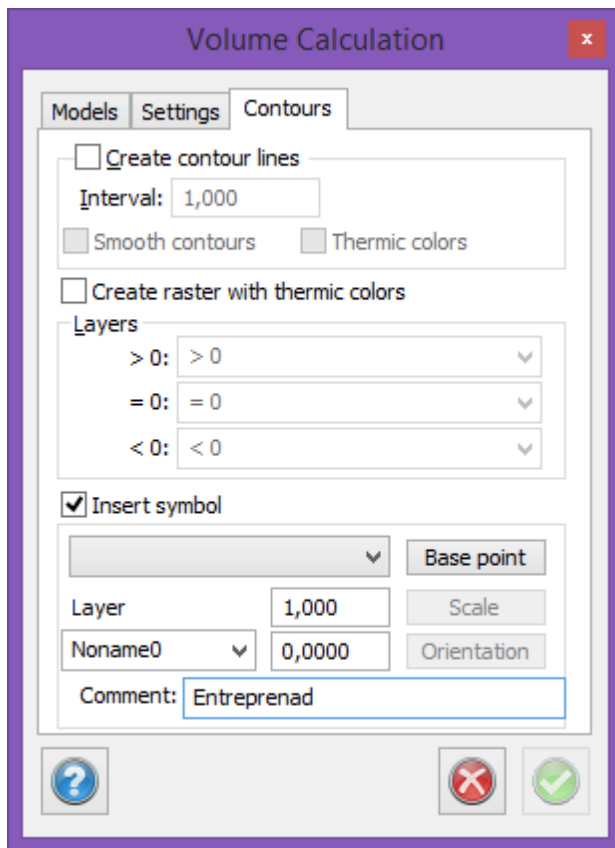 Volume Calculation
x
Models Settings Contours
Create contour lines
Interval: 1,000
Smooth contours Thermic colors
Create raster with thermic colors
Layers
> 0: > 0
= 0: = 0
< 0: < 0
Insert symbol
Base point
Layer 1,000 Scale
Noname0 0,0000 Orientation
Comment: Entreprenad
?